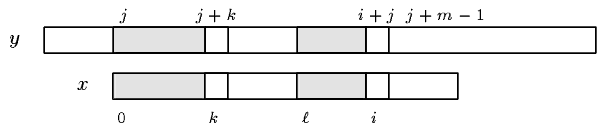 j j + k i + j j + m − 1
y
x
0 k ℓ i